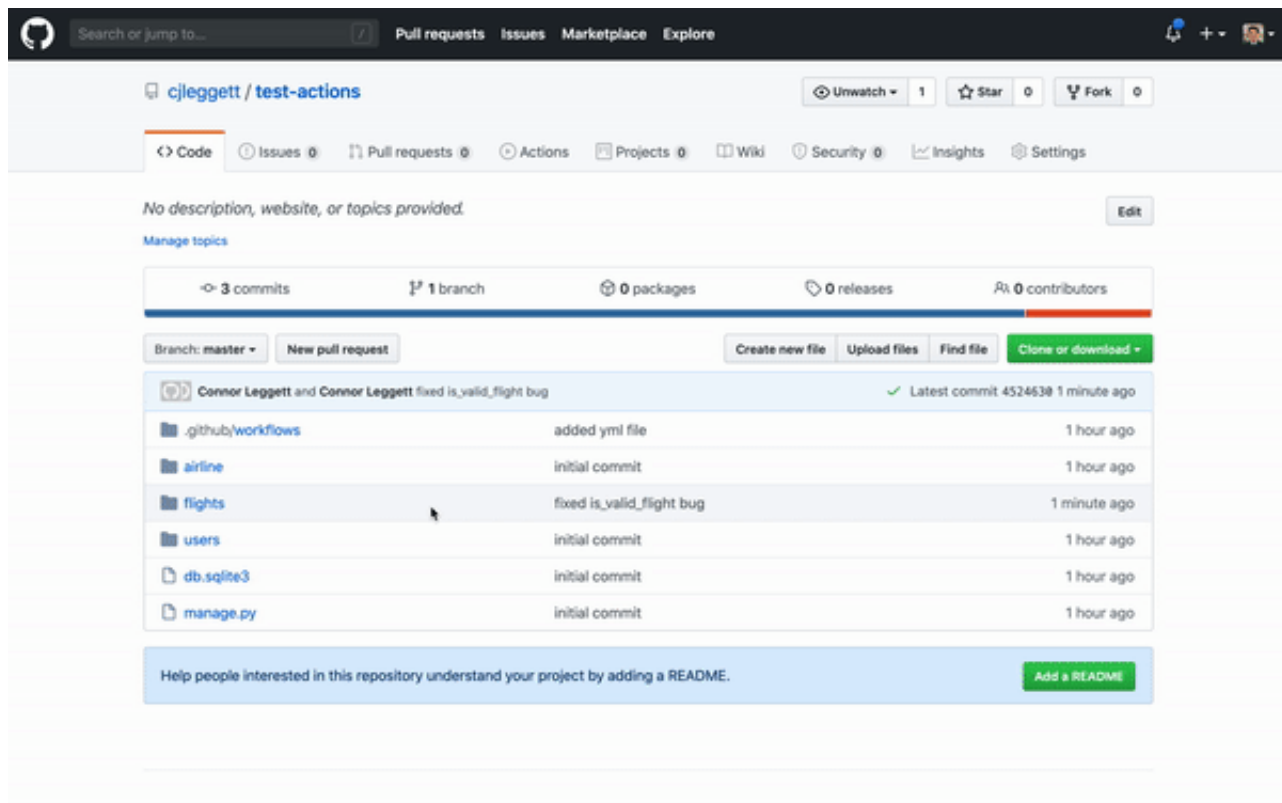 Search or jump to... / Pull requests Issues Marketplace Explore
cjleggett / test-actions Unwatch 1 Star 0 Fork 0
Code Issues 0 Pull requests 0 Actions Projects 0 Wiki Security 0 Insights Settings
No description, website, or topics provided. Edit
Manage topics
3 commits 1 branch 0 packages 0 releases 0 contributors
Branch: master New pull request Create new file Upload files Find file Clone or download
Connor Leggett and Connor Leggett fixed is_valid_flight bug Latest commit 4524630 1 minute ago
.github/workflows added yml file 1 hour ago
airline initial commit 1 hour ago
flights fixed is_valid_flight bug 1 minute ago
users initial commit 1 hour ago
db.sqlite3 initial commit 1 hour ago
manage.py initial commit 1 hour ago
Help people interested in this repository understand your project by adding a README. Add a README